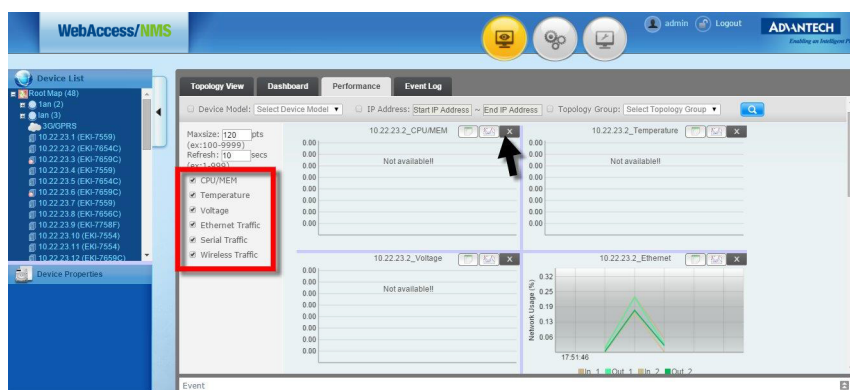 WebAccess/NMS
admin
Logout
ADVANTECH
Device List
Root Map (48)
1an (2)
lan (3)
3G/GPRS
10.22.23.1 (EKI-7559)
10.22.23.2 (EKI-7654C)
10.22.23.3 (EKI-7659C)
10.22.23.4 (EKI-7559)
10.22.23.5 (EKI-7654C)
10.22.23.6 (EKI-7659C)
10.22.23.7 (EKI-7559)
10.22.23.8 (EKI-7656C)
10.22.23.9 (EKI-7758F)
10.22.23.10 (EKI-7554)
10.22.23.11 (EKI-7554)
10.22.23.12 (EKI-7659C)
Device Properties
Topology View Dashboard Performance Event Log
Device Model: Select Device Model IP Address: Start IP Address ~ End IP Address Topology Group: Select Topology Group
Maxsize: 120 pts
(ex:100-9999)
Refresh: 10 secs
(ex:1-999)
CPU/MEM
Temperature
Voltage
Ethernet Traffic
Serial Traffic
Wireless Traffic
10.22.23.2_CPU/MEM
X
0.00
0.00
0.00
0.00
0.00
0.00
0.00
0.00
Not available!!
10.22.23.2_Temperature
X
0.00
0.00
0.00
0.00
0.00
0.00
0.00
0.00
Not available!!
10.22.23.2_Voltage
X
0.00
0.00
0.00
0.00
0.00
0.00
0.00
0.00
Not available!!
10.22.23.2_Ethernet
X
Network Usage (%)
0.32
0.25
0.19
0.13
0.06
17:51:46
In_1 Out_1 In_2 Out_2
Event